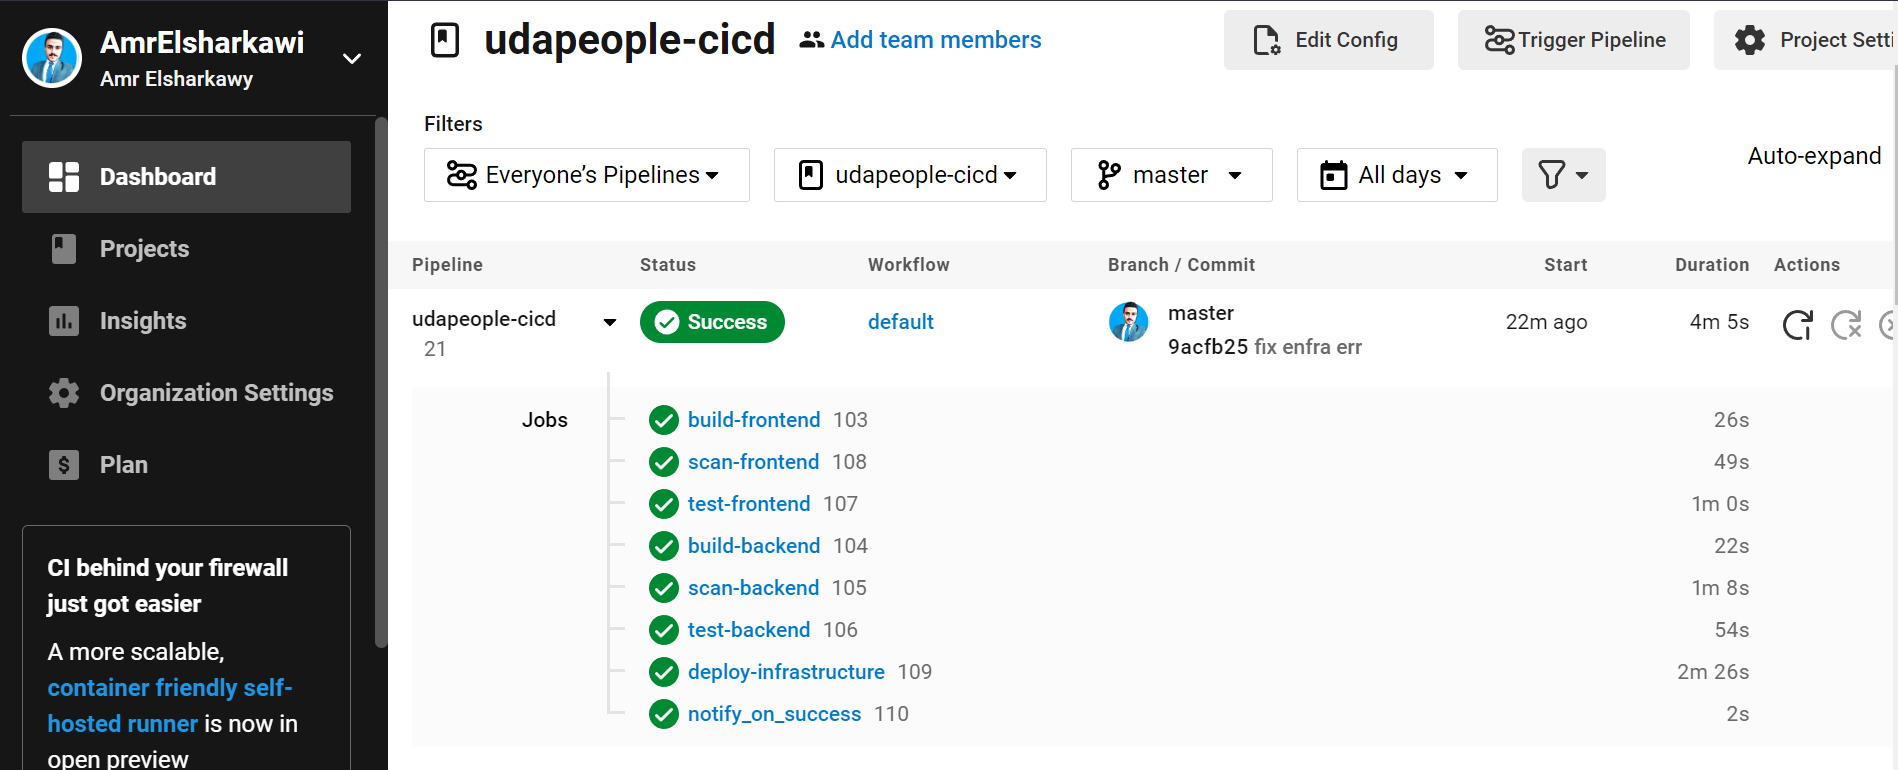 AmrElsharkawi
Amr Elsharkawy
Dashboard
Projects
Insights
Organization Settings
Plan
CI behind your firewall
just got easier
A more scalable,
container friendly self-
hosted runner is now in
open preview
udapeople-cicd
Add team members
Edit Config
Trigger Pipeline
Project Setti
Filters
Everyone’s Pipelines
udapeople-cicd
master
All days
Auto-expand
Pipeline Status Workflow Branch / Commit Start Duration Actions
udapeople-cicd
21
Success
default
master
9acfb25 fix enfra err
22m ago
4m 5s
Jobs
build-frontend 103 26s
scan-frontend 108 49s
test-frontend 107 1m 0s
build-backend 104 22s
scan-backend 105 1m 8s
test-backend 106 54s
deploy-infrastructure 109 2m 26s
notify_on_success 110 2s